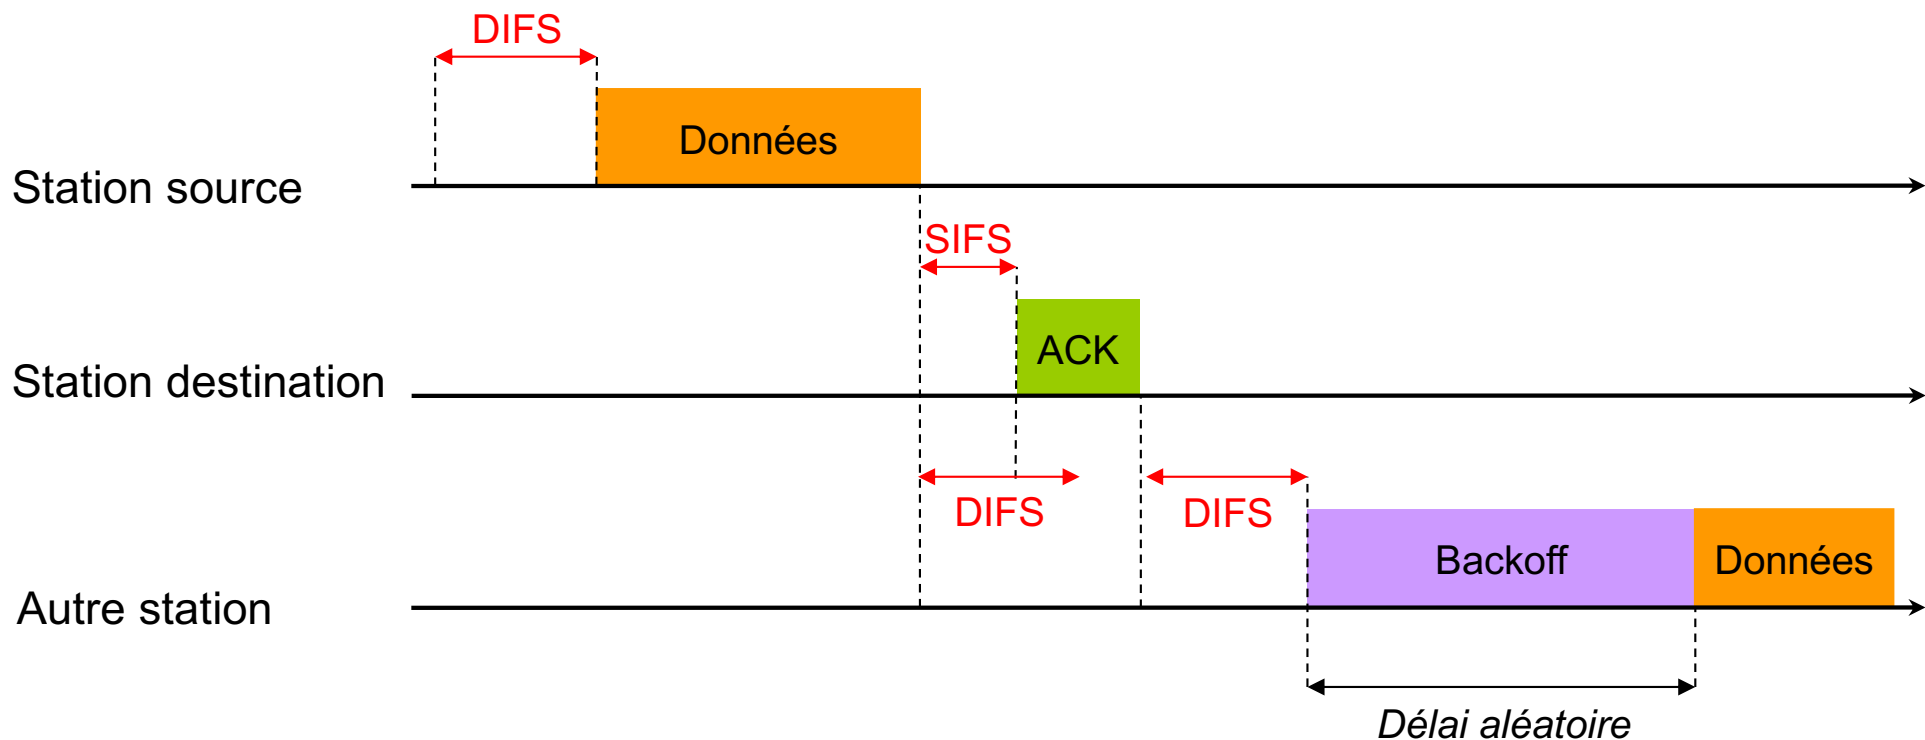 DIFS
Données
Station source
SIFS
ACK
Station destination
DIFS
DIFS
Backoff
Données
Autre station
Délai aléatoire